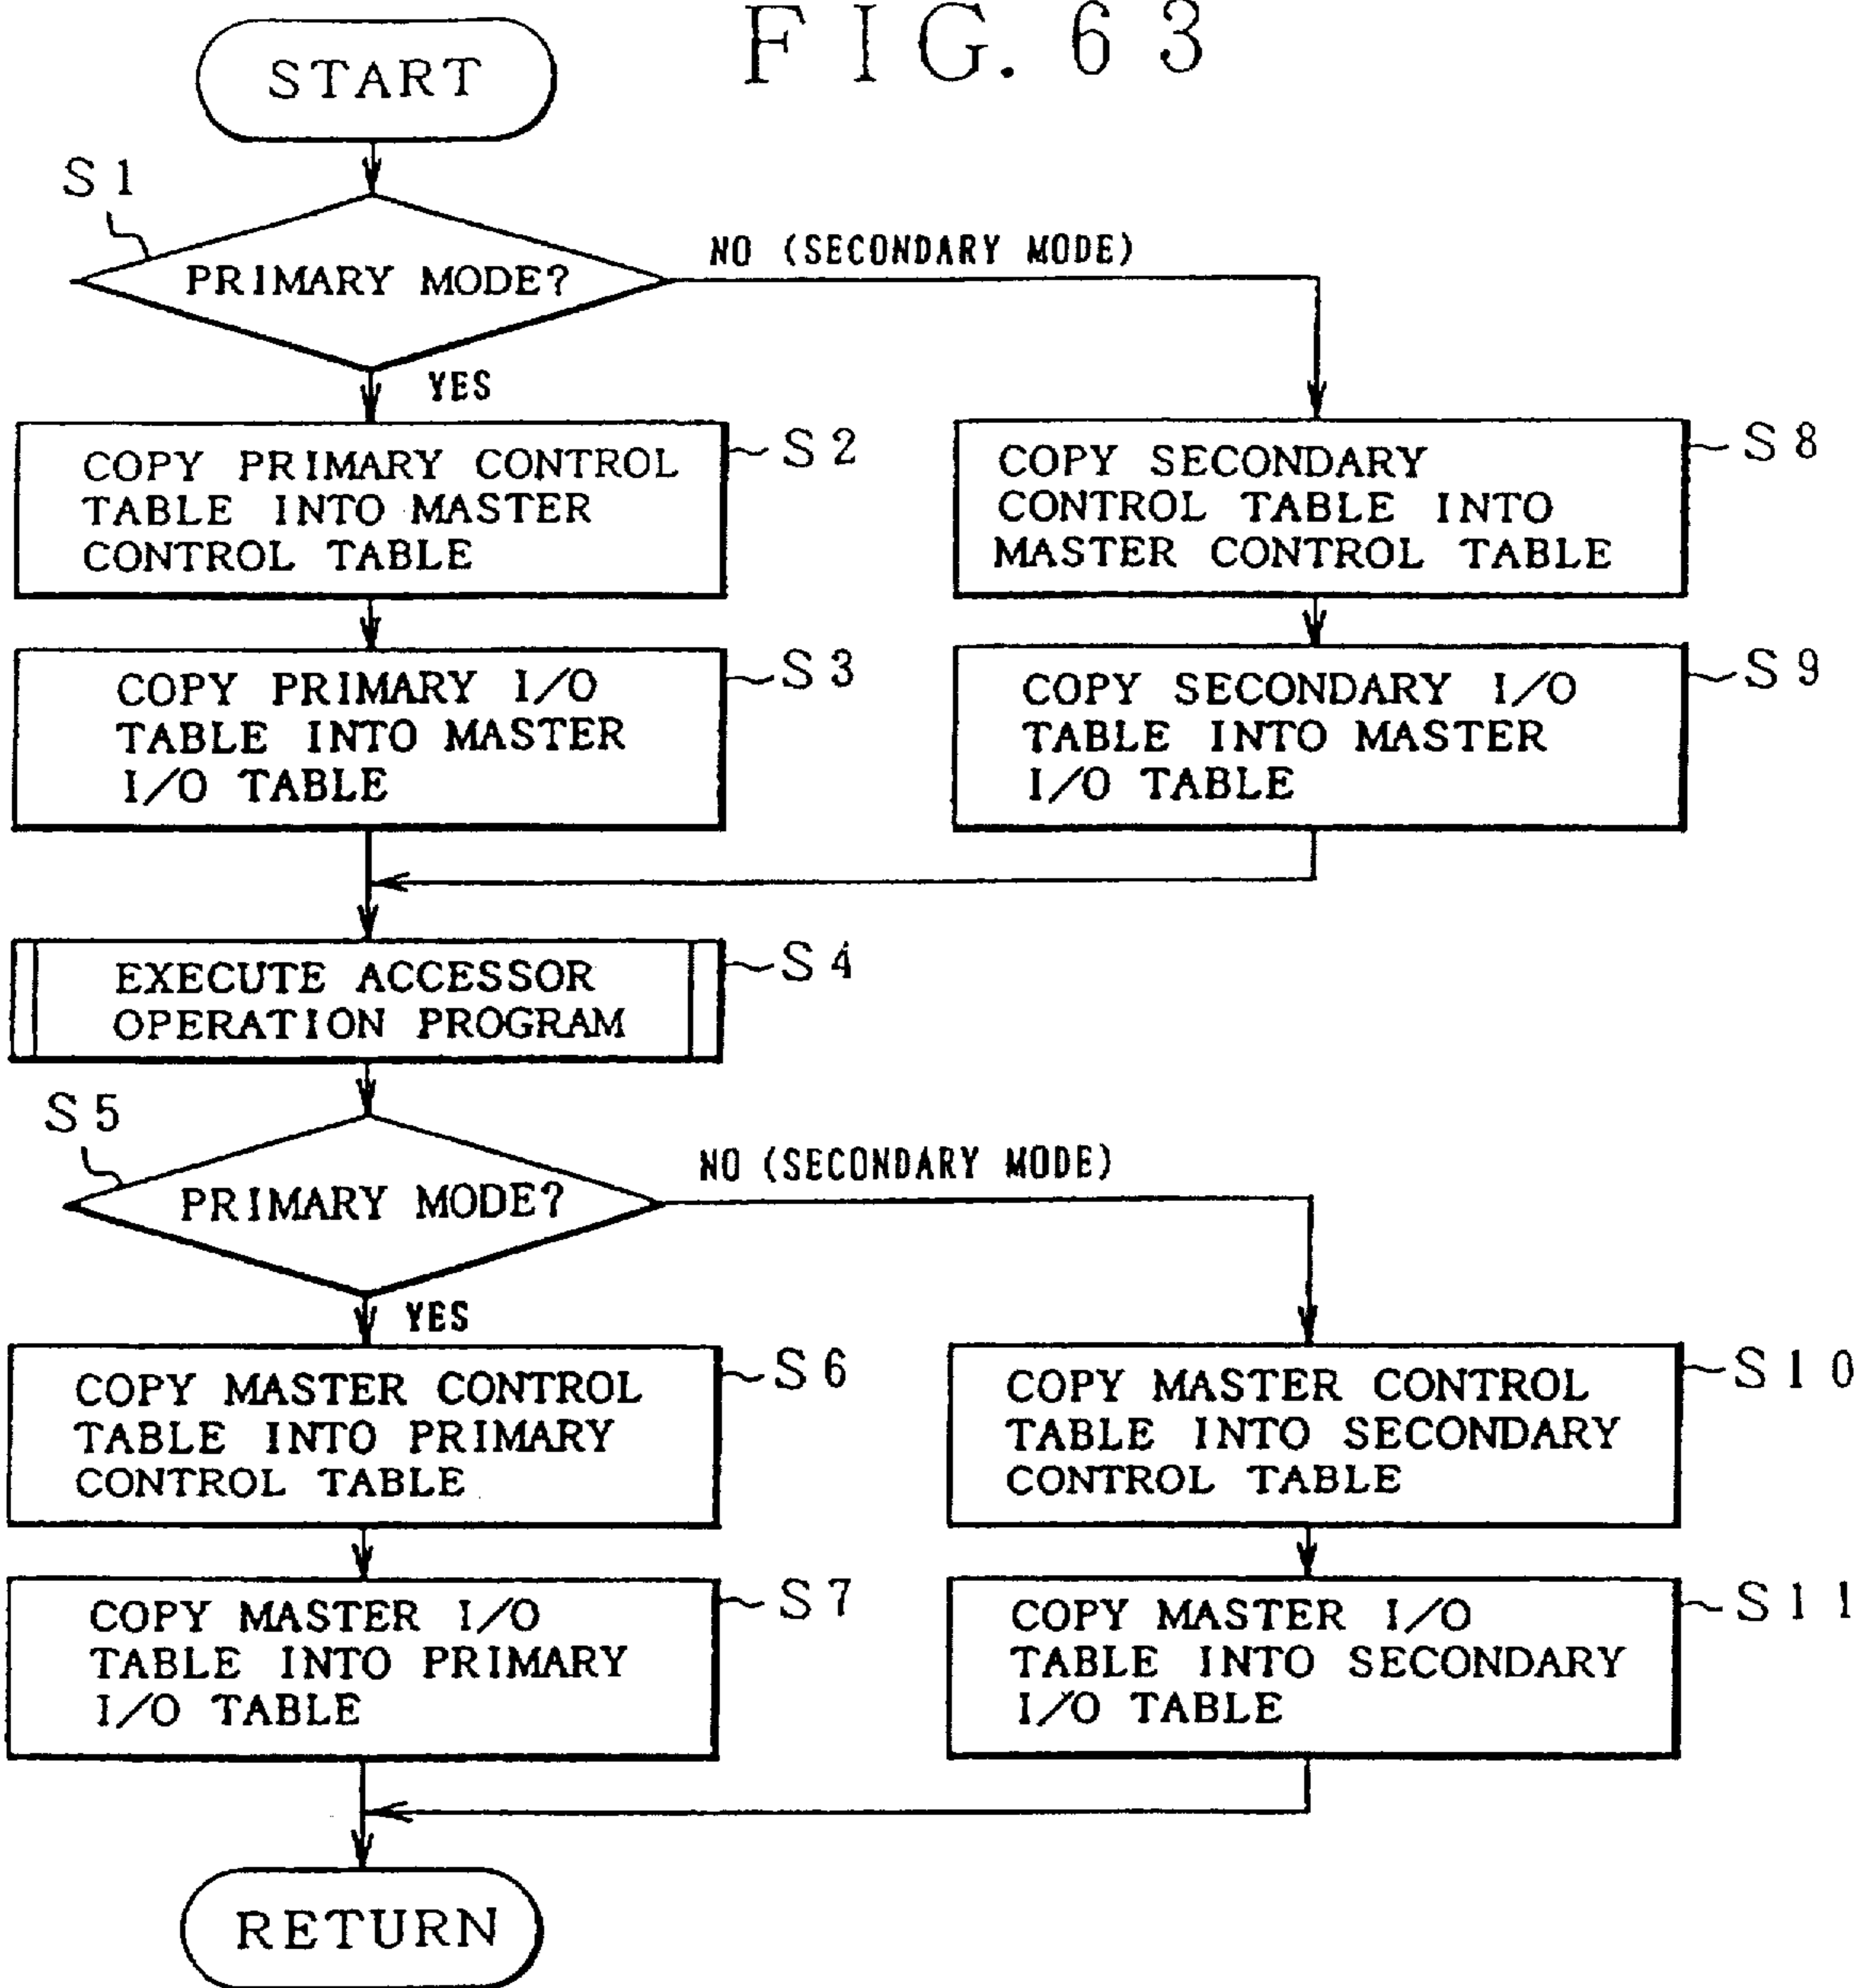 FIG. 63
START
S1
PRIMARY MODE?
NO (SECONDARY MODE)
YES
COPY PRIMARY CONTROL
TABLE INTO MASTER
CONTROL TABLE
S2
COPY SECONDARY
CONTROL TABLE INTO
MASTER CONTROL TABLE
S8
COPY PRIMARY I/O
TABLE INTO MASTER
I/O TABLE
S3
COPY SECONDARY I/O
TABLE INTO MASTER
I/O TABLE
S9
EXECUTE ACCESSOR
OPERATION PROGRAM
S4
S5
PRIMARY MODE?
NO (SECONDARY MODE)
YES
COPY MASTER CONTROL
TABLE INTO PRIMARY
CONTROL TABLE
S6
COPY MASTER CONTROL
TABLE INTO SECONDARY
CONTROL TABLE
S10
COPY MASTER I/O
TABLE INTO PRIMARY
I/O TABLE
S7
COPY MASTER I/O
TABLE INTO SECONDARY
I/O TABLE
S11
RETURN